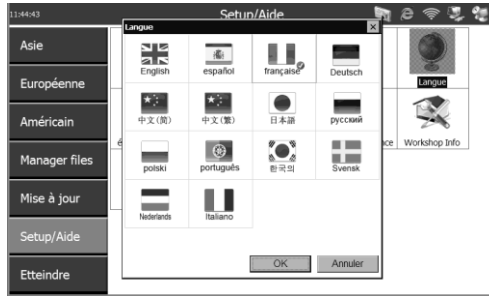 11:44:43
Setup/Aide
Asie
Européenne
Américain
Manager files
Mise à jour
Setup/Aide
Etteindre
Langue
English
español
française
Deutsch
中文(简)
中文(繁)
日本語
русский
polski
português
한국의
Svensk
Nederlands
Italiano
OK
Annuler
Langue
Workshop Info